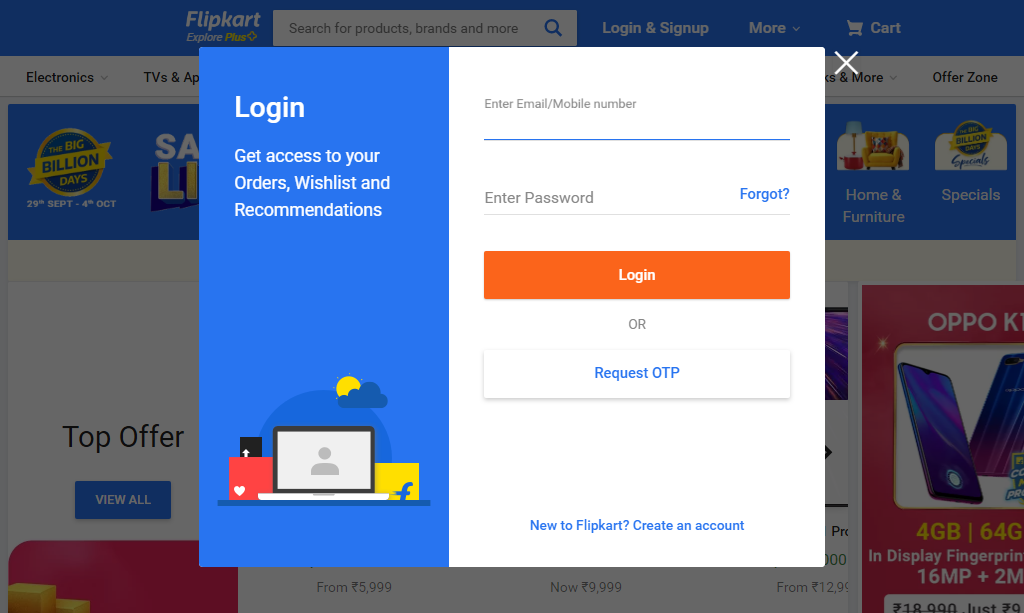 Flipkart
Explore Plus
Search for products, brands and more
Login & Signup
More
Cart
Electronics
TVs & Ap
ks & More
Offer Zone
THE BIG
BILLION
DAYS
29th SEPT - 4th OCT
SA
LI
Login
Get access to your
Orders, Wishlist and
Recommendations
Enter Email/Mobile number
Enter Password
Forgot?
Login
OR
Request OTP
New to Flipkart? Create an account
THE BIG
BILLION
DAYS
Specials
Home &
Furniture
Specials
Top Offer
VIEW ALL
OPPO K1
4GB | 64G
In Display Fingerprin
16MP + 2M
₹18,990 Just ₹9
Pro
000
From ₹5,999
Now ₹9,999
From ₹12,99